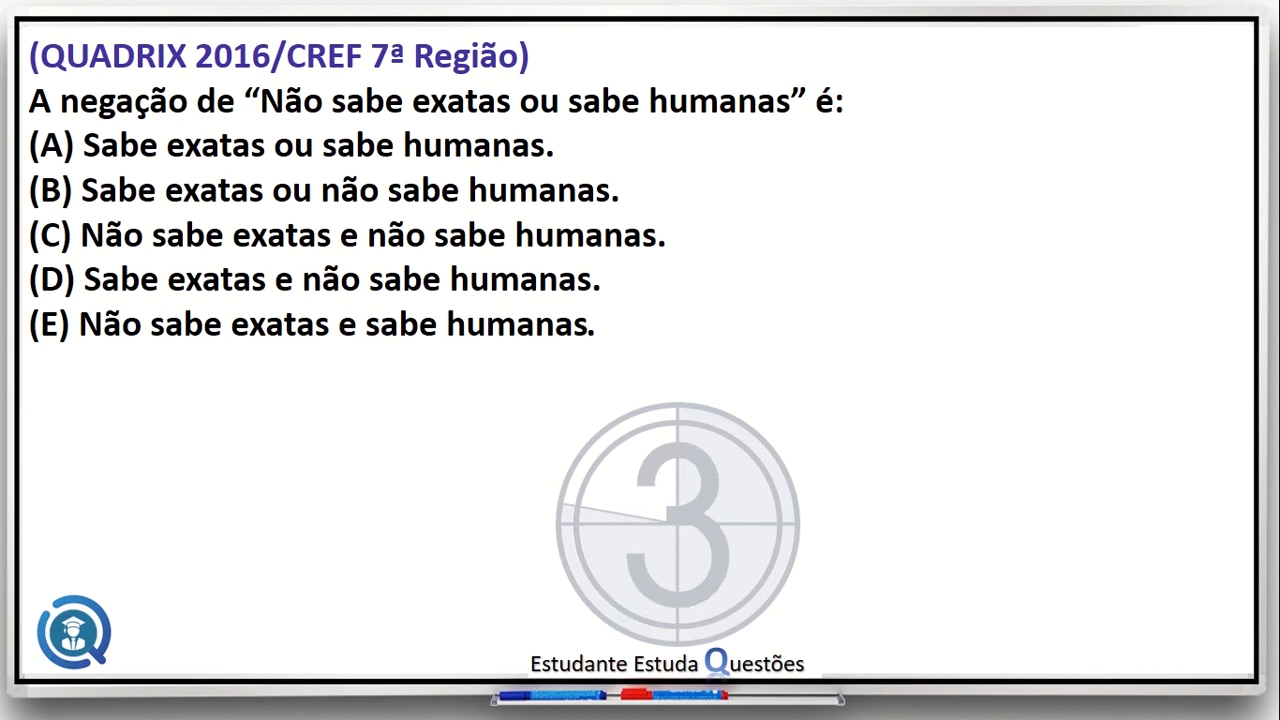 (QUADRIX 2016/CREF 7ª Região)
A negação de “Não sabe exatas ou sabe humanas” é:
(A) Sabe exatas ou sabe humanas.
(B) Sabe exatas ou não sabe humanas.
(C) Não sabe exatas e não sabe humanas.
(D) Sabe exatas e não sabe humanas.
(E) Não sabe exatas e sabe humanas.
3
Estudante Estuda Questões